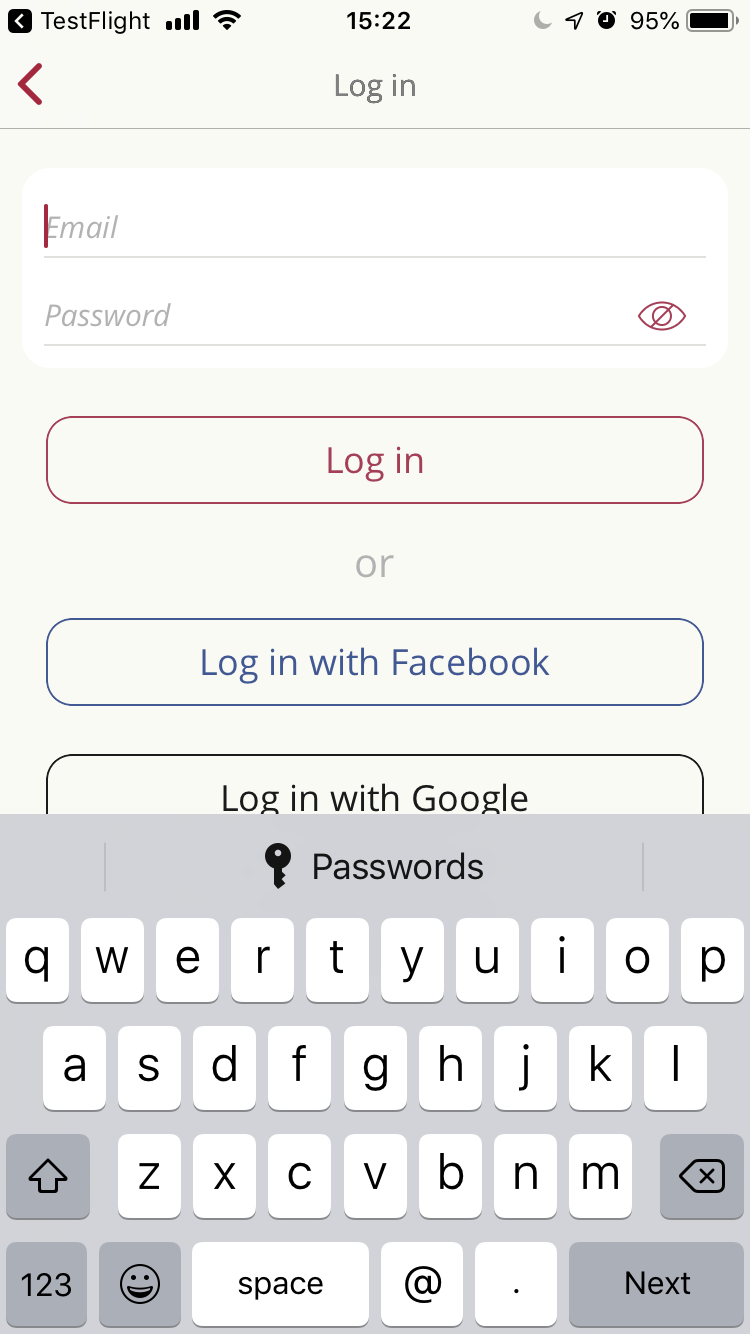 TestFlight 15:22 95%
Log in
Email
Password
Log in
or
Log in with Facebook
Log in with Google
Passwords
q w e r t y u i o p
a s d f g h j k l
z x c v b n m
123 space @ . Next